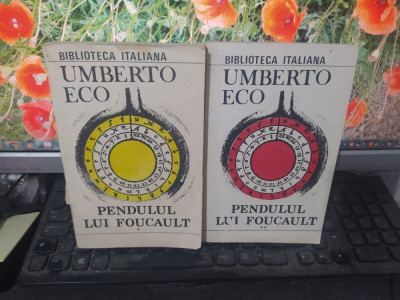 BIBLIOTECA ITALIANA
UMBERTO
ECO
PENDULUL
LUI FOUCAULT
*
BIBLIOTECA ITALIANA
UMBERTO
ECO
PENDULUL
LUI FOUCAULT
**